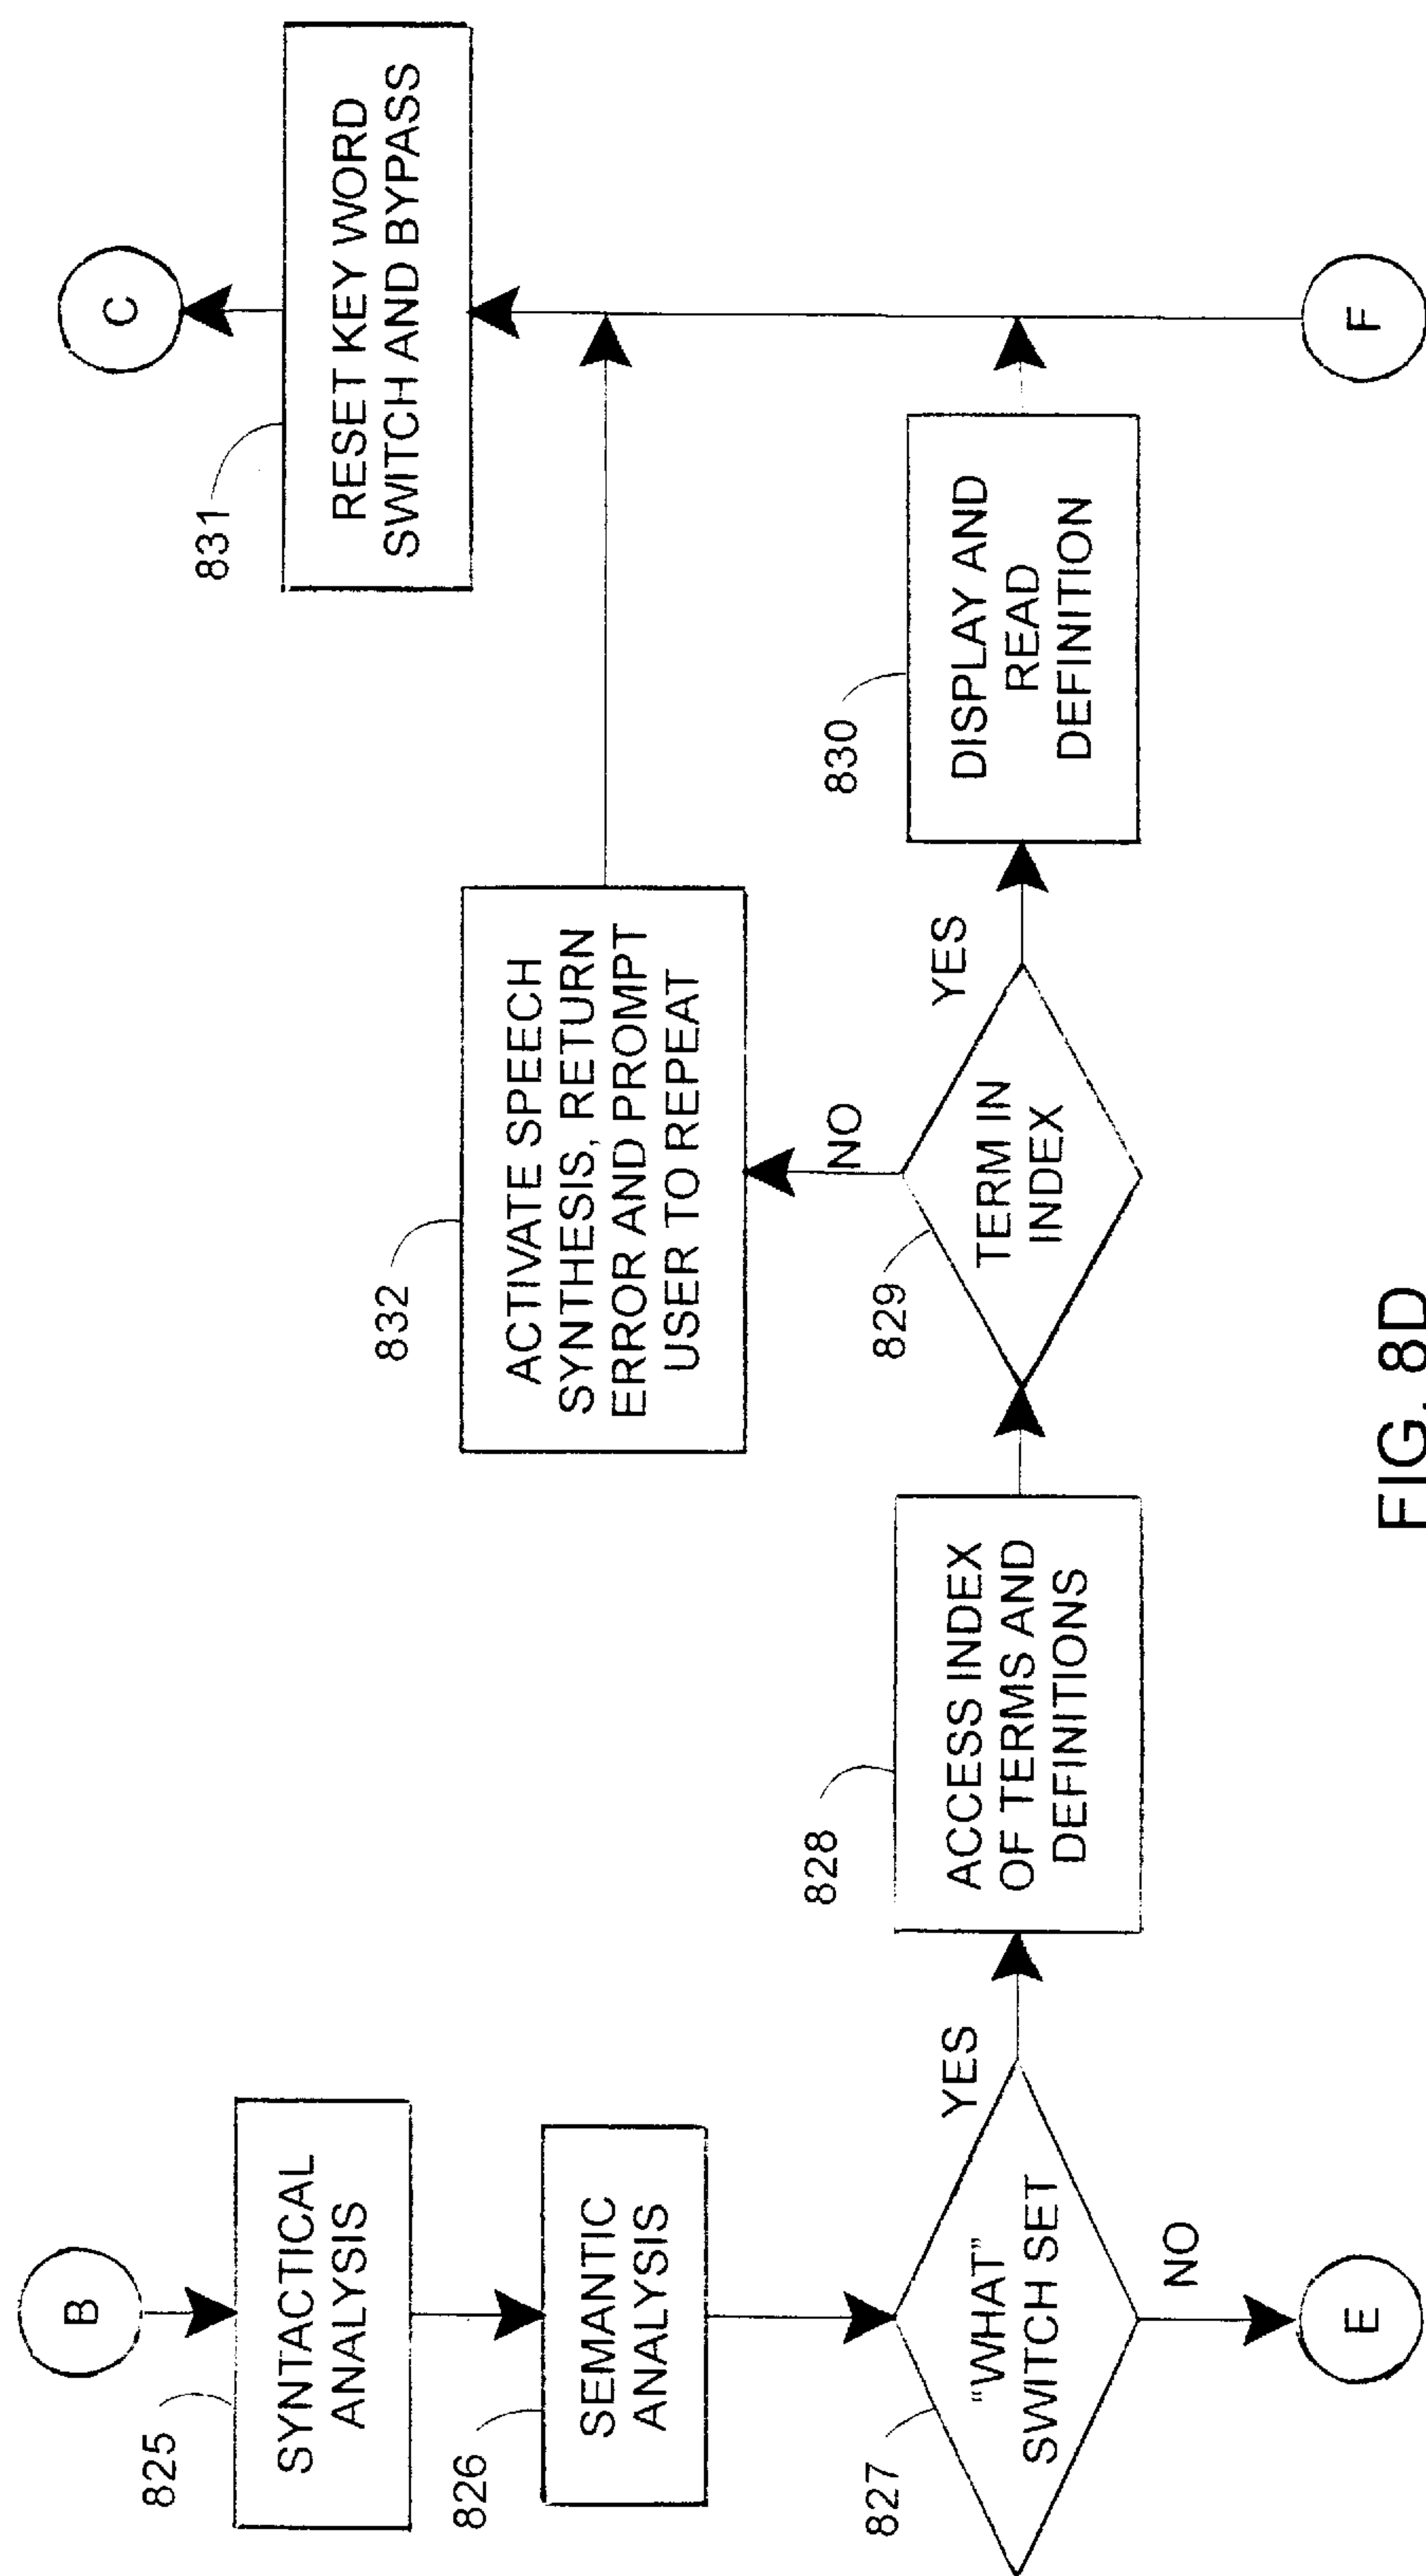 B
825
SYNTACTICAL
ANALYSIS
826
SEMANTIC
ANALYSIS
827
“WHAT”
SWITCH SET
YES
NO
E
828
ACCESS INDEX
OF TERMS AND
DEFINITIONS
829
TERM IN
INDEX
NO
YES
832
ACTIVATE SPEECH
SYNTHESIS, RETURN
ERROR AND PROMPT
USER TO REPEAT
830
DISPLAY AND
READ
DEFINITION
831
RESET KEY WORD
SWITCH AND BYPASS
C
F
FIG. 8D